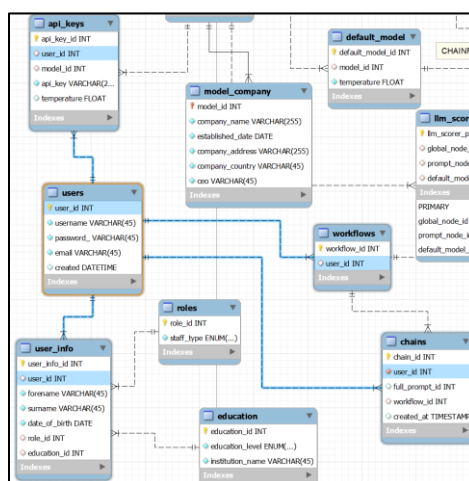 api_keys
api_key_id INT
user_id INT
model_id INT
api_key VARCHAR(2...
temperature FLOAT
Indexes
default_model
default_model_id INT
model_id INT
temperature FLOAT
Indexes
model_company
model_id INT
company_name VARCHAR(255)
established_date DATE
company_address VARCHAR(255)
company_country VARCHAR(45)
ceo VARCHAR(45)
Indexes
llm_score
global_node_
prompt_node
default_mode
Indexes
PRIMARY
global_node_id
prompt_node_i
default_model_
users
user_id INT
username VARCHAR(45)
password_ VARCHAR(45)
email VARCHAR(45)
created DATETIME
Indexes
workflows
workflow_id INT
user_id INT
Indexes
roles
role_id INT
staff_type ENUM(...)
Indexes
user_info
user_info_id INT
user_id INT
forename VARCHAR(45)
surname VARCHAR(45)
date_of_birth DATE
role_id INT
education_id INT
Indexes
chains
chain_id INT
user_id INT
full_prompt_id INT
workflow_id INT
created_at TIMESTAMP
Indexes
education
education_id INT
education_level ENUM(...)
institution_name VARCHAR(45)
Indexes